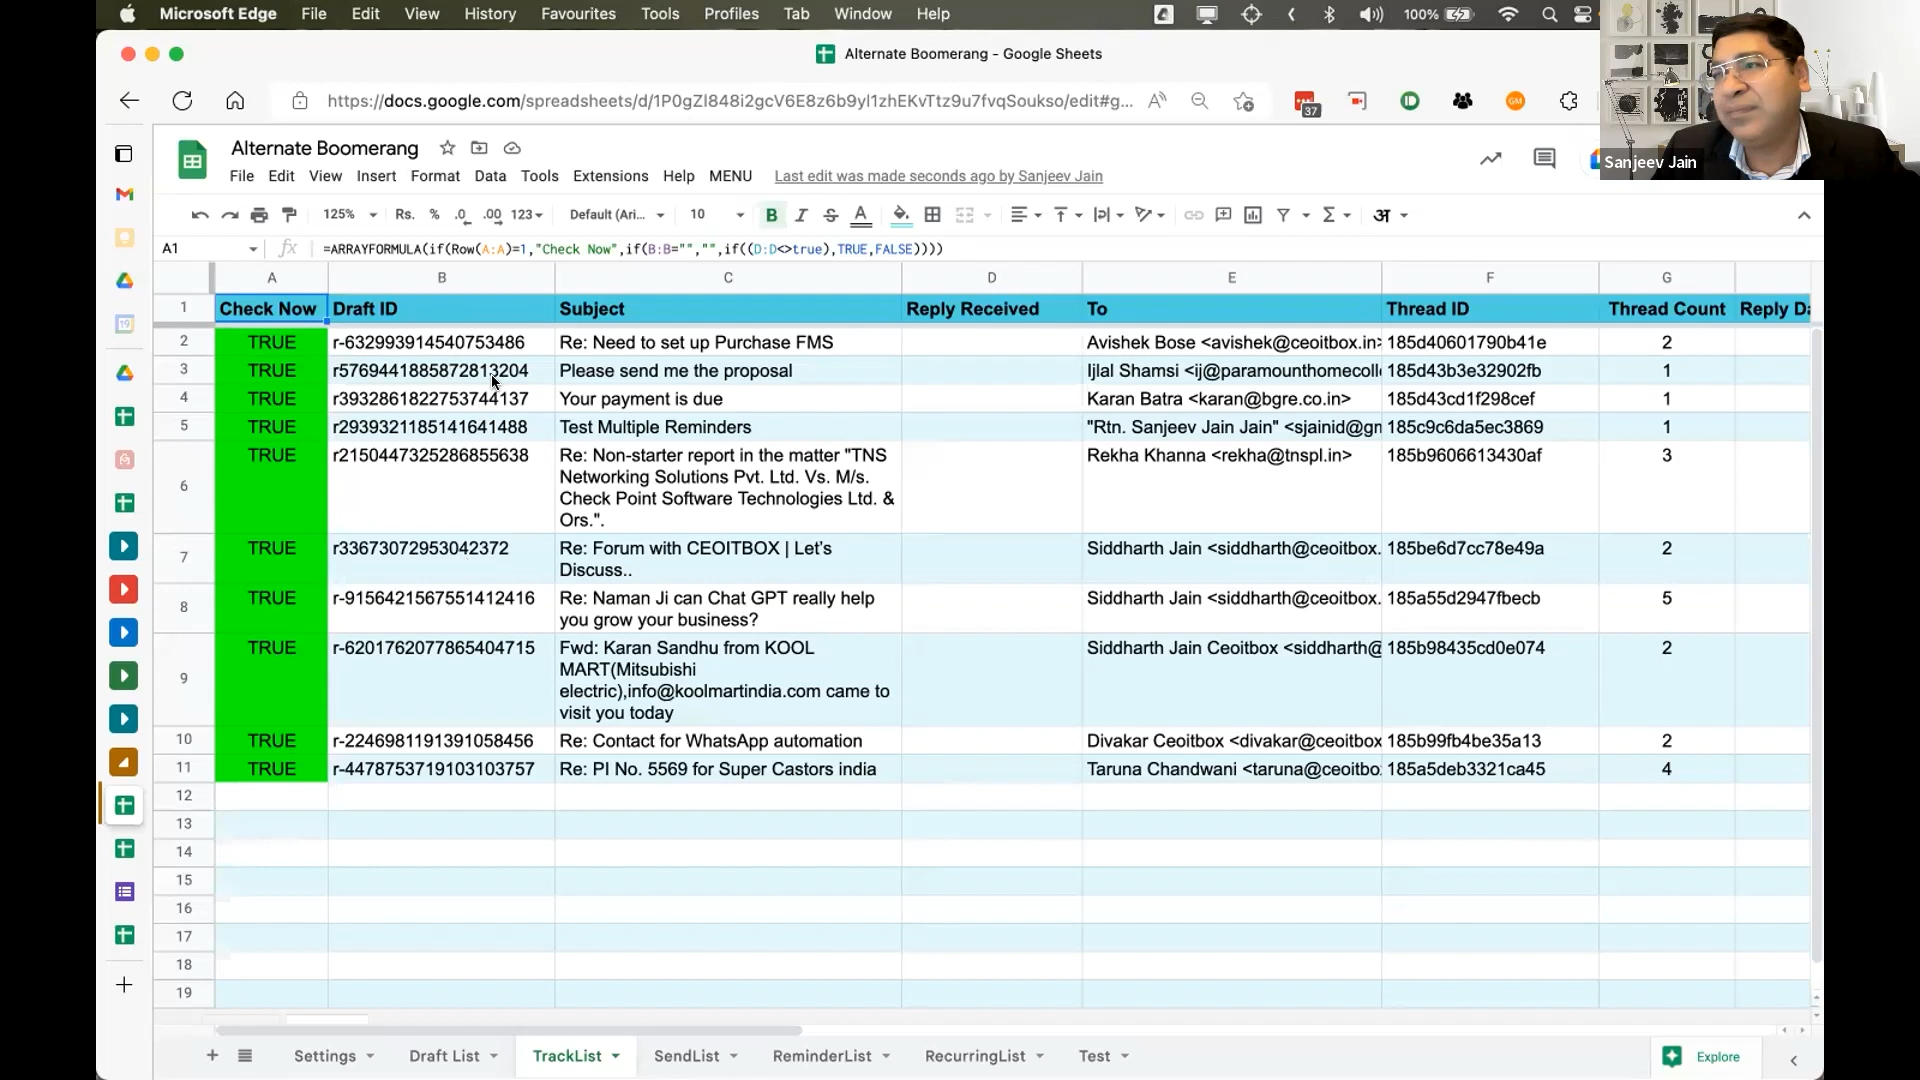 Microsoft Edge File Edit View History Favourites Tools Profiles Tab Window Help 100%
Alternate Boomerang - Google Sheets
https://docs.google.com/spreadsheets/d/1P0gZl848i2gcV6E8z6b9yl1zhEKvTtz9u7fvqSoukso/edit#g...
37
GM
Sanjeev Jain
Alternate Boomerang
File Edit View Insert Format Data Tools Extensions Help MENU Last edit was made seconds ago by Sanjeev Jain
125% Rs. % .0 .00 123 Default (Ari... 10 B I S A अ
A1 fx =ARRAYFORMULA(if(Row(A:A)=1,"Check Now",if(B:B="","",if((D:D<>true),TRUE,FALSE))))
A B C D E F G
1 Check Now Draft ID Subject Reply Received To Thread ID Thread Count Reply Da
2 TRUE r-632993914540753486 Re: Need to set up Purchase FMS Avishek Bose <avishek@ceoitbox.in> 185d40601790b41e 2
3 TRUE r5769441885872813204 Please send me the proposal Ijlal Shamsi <ij@paramounthomecoll 185d43b3e32902fb 1
4 TRUE r3932861822753744137 Your payment is due Karan Batra <karan@bgre.co.in> 185d43cd1f298cef 1
5 TRUE r2939321185141641488 Test Multiple Reminders "Rtn. Sanjeev Jain Jain" <sjainid@gm 185c9c6da5ec3869 1
6 TRUE r2150447325286855638 Re: Non-starter report in the matter "TNS Rekha Khanna <rekha@tnspl.in> 185b9606613430af 3
Networking Solutions Pvt. Ltd. Vs. M/s.
Check Point Software Technologies Ltd. &
Ors.".
7 TRUE r33673072953042372 Re: Forum with CEOITBOX | Let's Siddharth Jain <siddharth@ceoitbox. 185be6d7cc78e49a 2
Discuss..
8 TRUE r-9156421567551412416 Re: Naman Ji can Chat GPT really help Siddharth Jain <siddharth@ceoitbox. 185a55d2947fbecb 5
you grow your business?
9 TRUE r-6201762077865404715 Fwd: Karan Sandhu from KOOL Siddharth Jain Ceoitbox <siddharth@ 185b98435cd0e074 2
MART(Mitsubishi
electric),info@koolmartindia.com came to
visit you today
10 TRUE r-2246981191391058456 Re: Contact for WhatsApp automation Divakar Ceoitbox <divakar@ceoitbox 185b99fb4be35a13 2
11 TRUE r-4478753719103103757 Re: PI No. 5569 for Super Castors india Taruna Chandwani <taruna@ceoitbo 185a5deb3321ca45 4
12
13
14
15
16
17
18
19
Settings Draft List TrackList SendList ReminderList RecurringList Test Explore